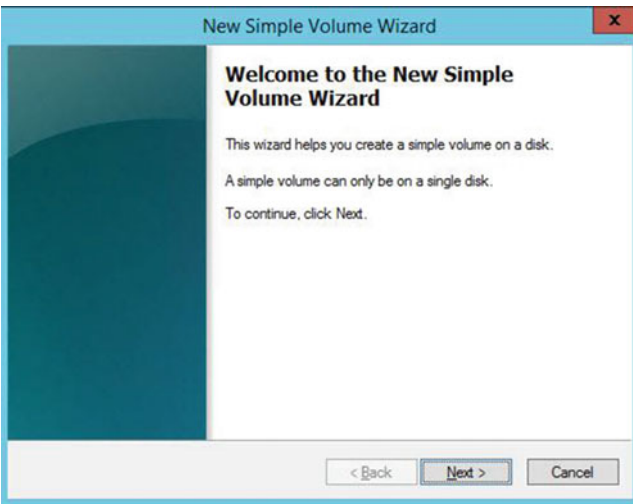 New Simple Volume Wizard
x
Welcome to the New Simple
Volume Wizard
This wizard helps you create a simple volume on a disk.
A simple volume can only be on a single disk.
To continue, click Next.
< Back
Next >
Cancel